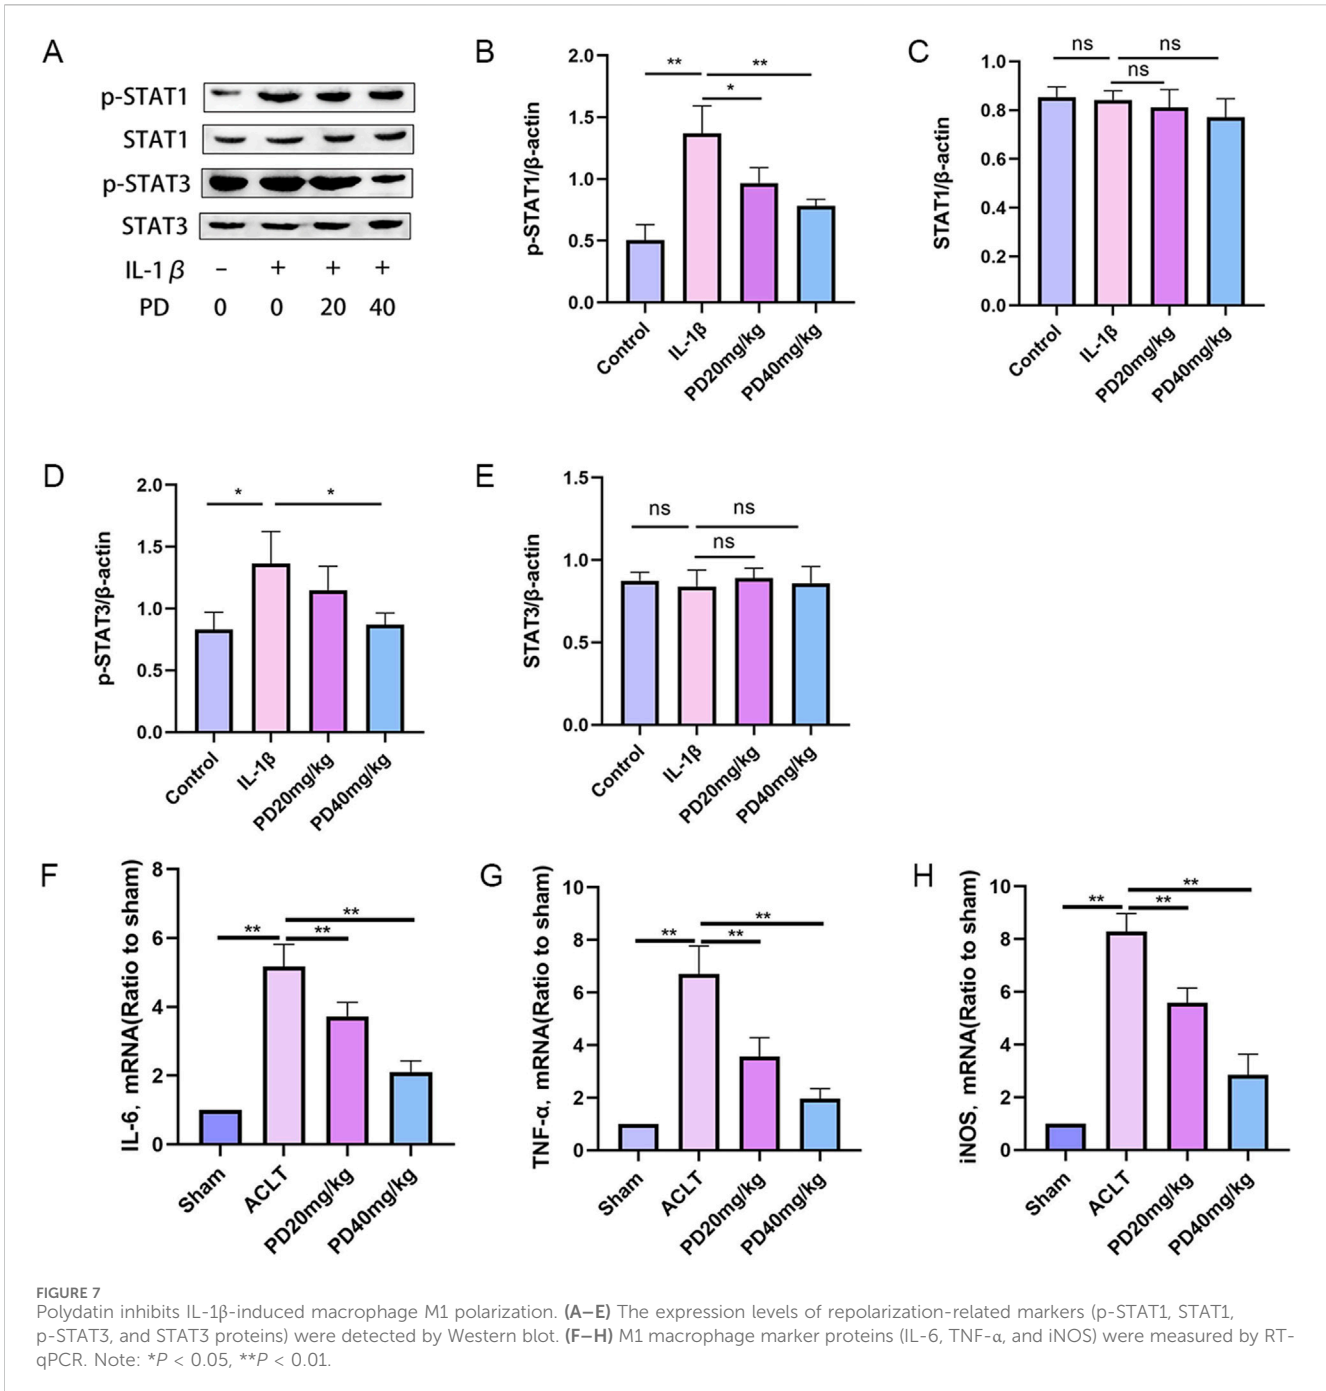 A
p-STAT1
STAT1
p-STAT3
STAT3
IL-1β - + + +
PD 0 0 20 40
B
p-STAT1/β-actin
2.0
1.5
1.0
0.5
0.0
** **
*
Control IL-1β PD20mg/kg PD40mg/kg
C
STAT1/β-actin
1.0
0.8
0.6
0.4
0.2
0.0
ns ns
ns
Control IL-1β PD20mg/kg PD40mg/kg
D
p-STAT3/β-actin
2.0
1.5
1.0
0.5
0.0
* *
Control IL-1β PD20mg/kg PD40mg/kg
E
STAT3/β-actin
1.5
1.0
0.5
0.0
ns ns
ns
Control IL-1β PD20mg/kg PD40mg/kg
F
IL-6, mRNA(Ratio to sham)
8
6
4
2
0
** **
**
Sham ACLT PD20mg/kg PD40mg/kg
G
TNF-α, mRNA(Ratio to sham)
10
8
6
4
2
0
** **
**
Sham ACLT PD20mg/kg PD40mg/kg
H
iNOS, mRNA(Ratio to sham)
10
8
6
4
2
0
** **
**
Sham ACLT PD20mg/kg PD40mg/kg
FIGURE 7
Polydatin inhibits IL-1β-induced macrophage M1 polarization. (A–E) The expression levels of repolarization-related markers (p-STAT1, STAT1,
p-STAT3, and STAT3 proteins) were detected by Western blot. (F–H) M1 macrophage marker proteins (IL-6, TNF-α, and iNOS) were measured by RT-
qPCR. Note: *P < 0.05, **P < 0.01.